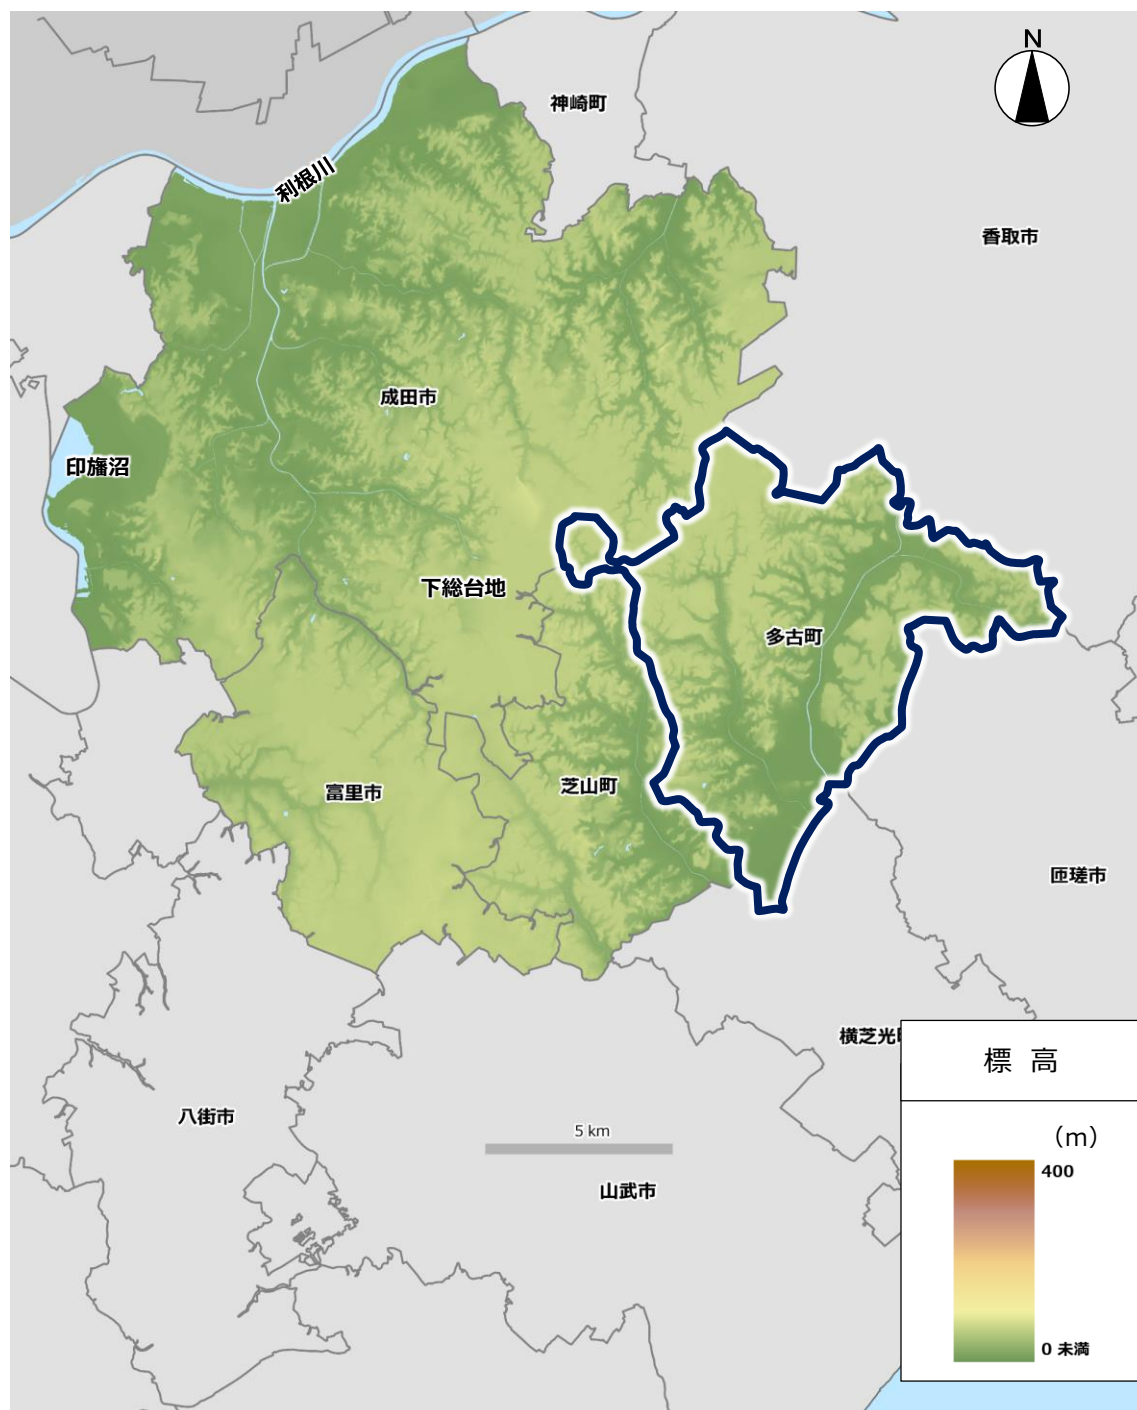 N
神崎町
利根川
香取市
成田市
印旛沼
下総台地
多古町
芝山町
富里市
匝瑳市
横芝光
八街市
5 km
山武市
標 高
（m）
400
0 未満